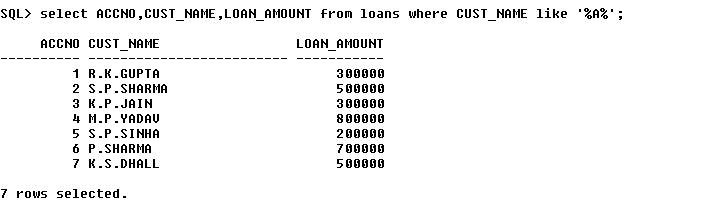 SQL> select ACCNO,CUST_NAME,LOAN_AMOUNT from loans where CUST_NAME like '%A%';
     ACCNO CUST_NAME                 LOAN_AMOUNT
---------- ------------------------- -----------
         1 R.K.GUPTA                      300000
         2 S.P.SHARMA                     500000
         3 K.P.JAIN                       300000
         4 M.P.YADAV                      800000
         5 S.P.SINHA                      200000
         6 P.SHARMA                       700000
         7 K.S.DHALL                      500000
7 rows selected.